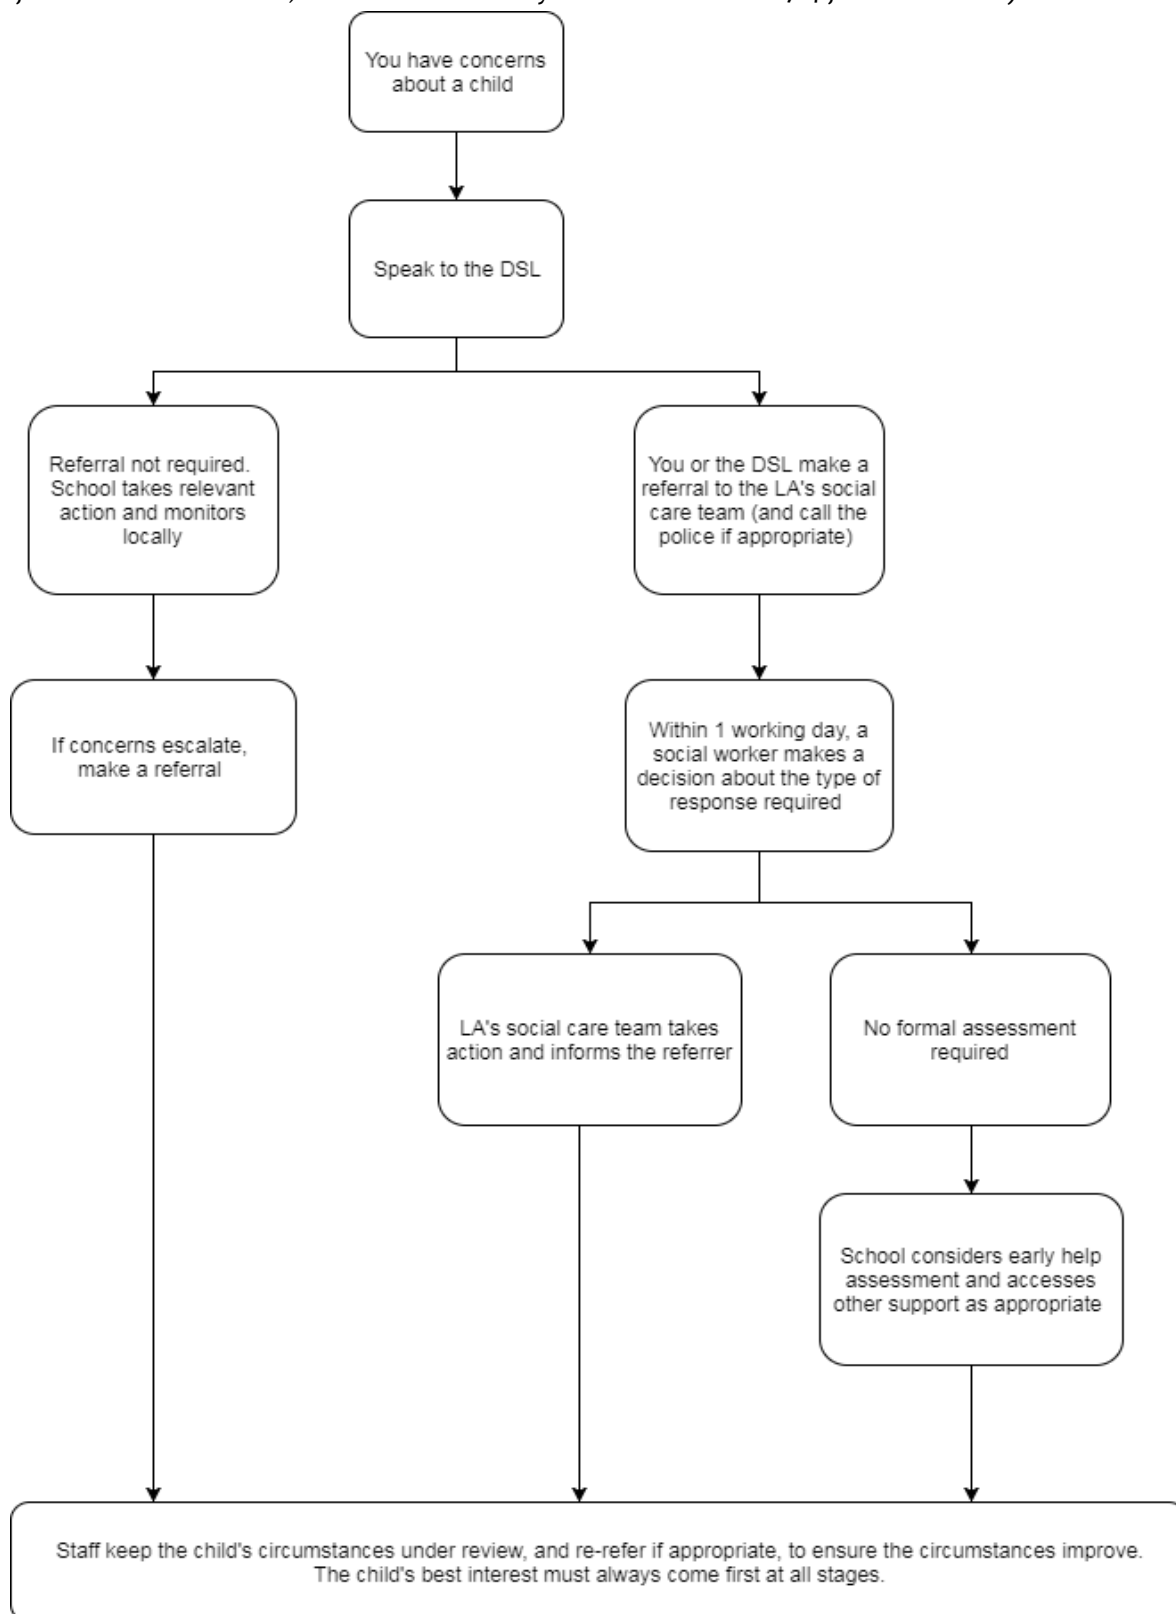 You have concerns
about a child
Speak to the DSL
Referral not required.
School takes relevant
action and monitors
locally
You or the DSL make a
referral to the LA's social
care team (and call the
police if appropriate)
If concerns escalate,
make a referral
Within 1 working day, a
social worker makes a
decision about the type of
response required
LA's social care team takes
action and informs the referrer
No formal assessment
required
School considers early help
assessment and accesses
other support as appropriate
Staff keep the child's circumstances under review, and re-refer if appropriate, to ensure the circumstances improve.
The child's best interest must always come first at all stages.